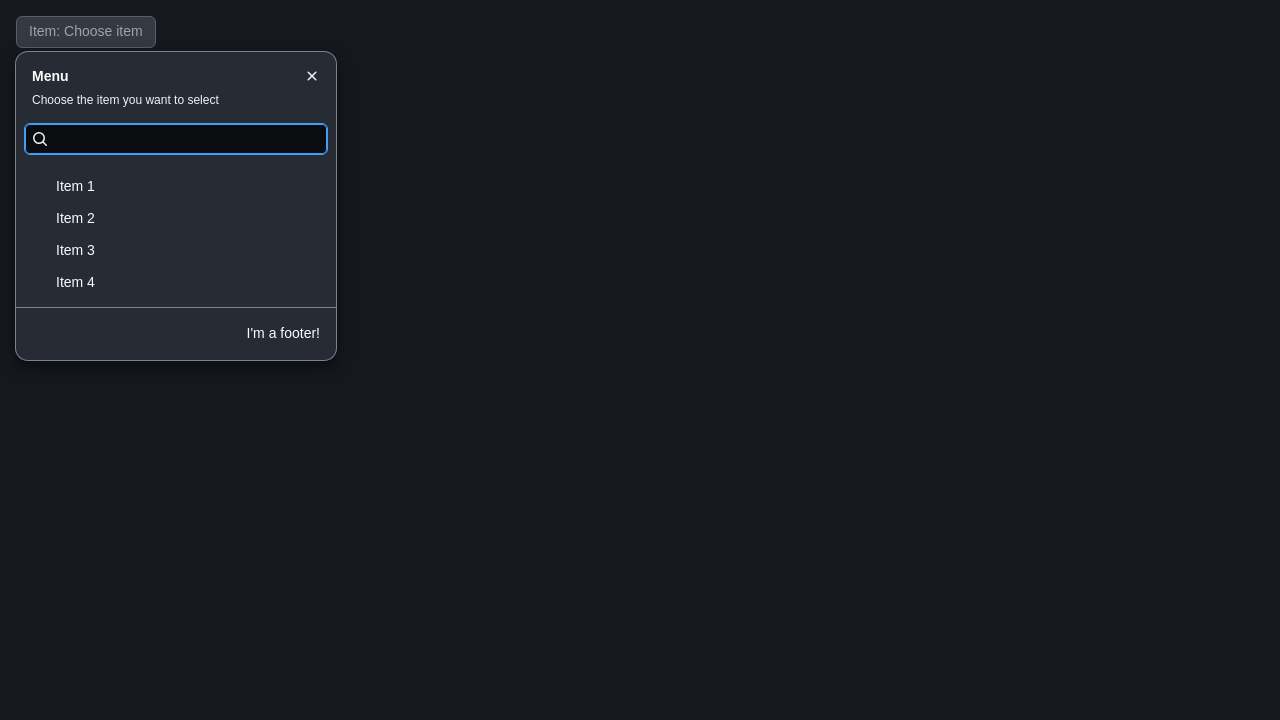 Item: Choose item
Menu
Choose the item you want to select
Item 1
Item 2
Item 3
Item 4
I'm a footer!